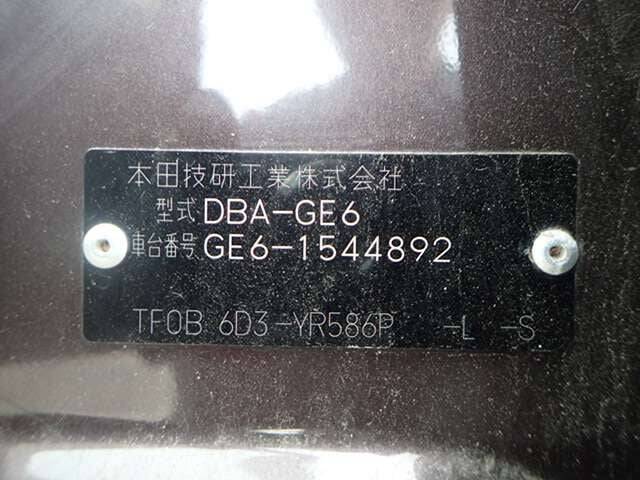 本田技研工業株式会社
型式 DBA-GE6
車台番号 GE6-1544892
TF0B 6D3-YR586P -L -S